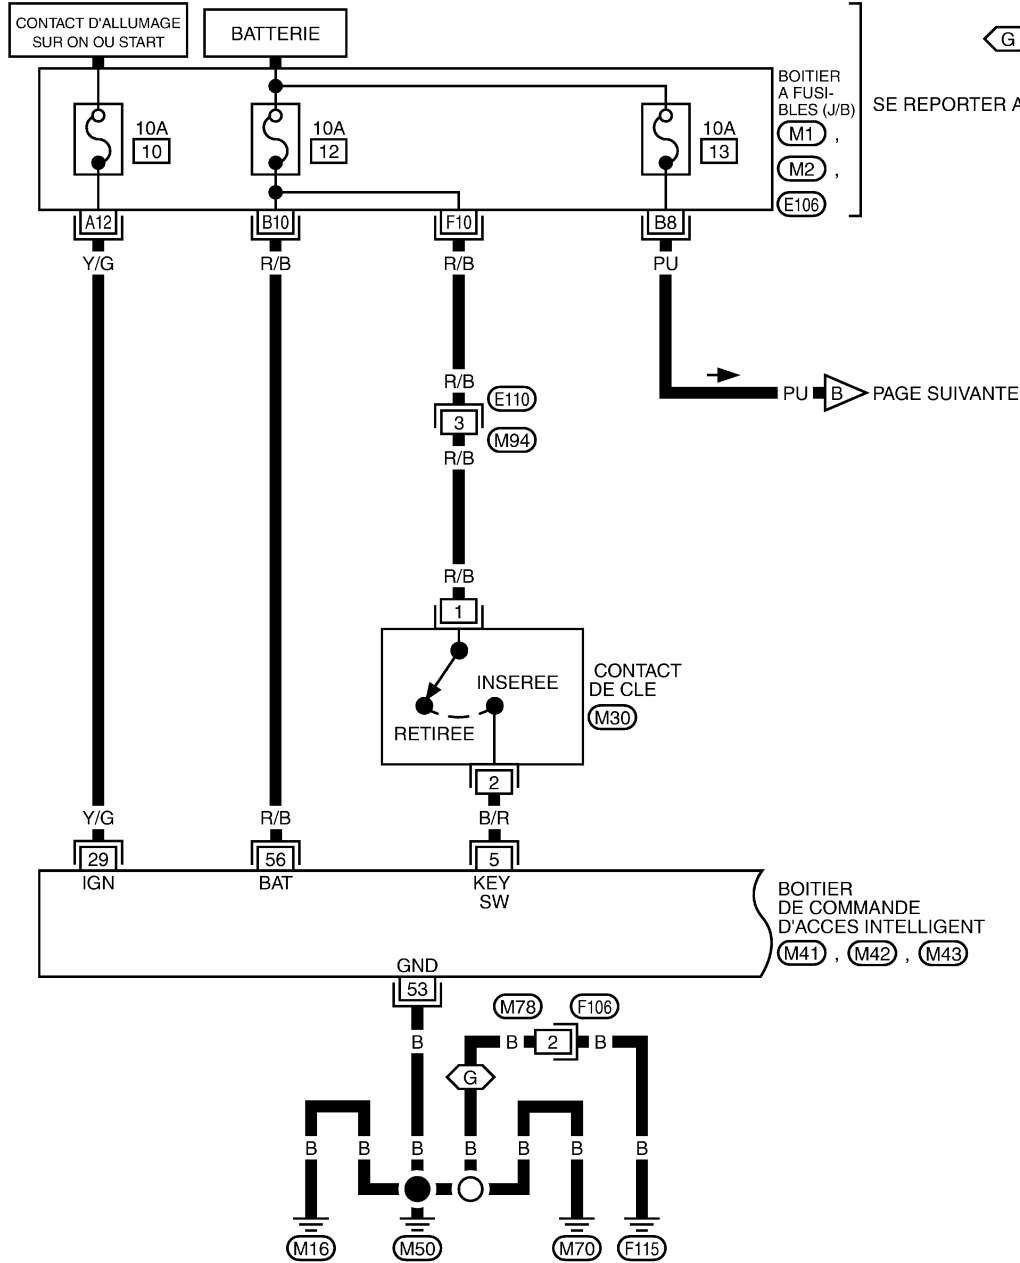 CONTACT D'ALLUMAGE
SUR ON OU START
BATTERIE
G
BOITIER
A FUSI-
BLES (J/B)
M1 ,
M2 ,
E106
SE REPORTER A
10A
10
10A
12
10A
13
A12
B10
F10
B8
Y/G
R/B
R/B
PU
R/B
E110
3
M94
R/B
PU
B
PAGE SUIVANTE
R/B
1
INSEREE
RETIREE
CONTACT
DE CLE
M30
2
Y/G
R/B
B/R
29
56
5
IGN
BAT
KEY
SW
BOITIER
DE COMMANDE
D'ACCES INTELLIGENT
M41 , M42 , M43
GND
53
M78
F106
B
B
2
B
G
B
B
B
B
B
B
B
M16
M50
M70
F115